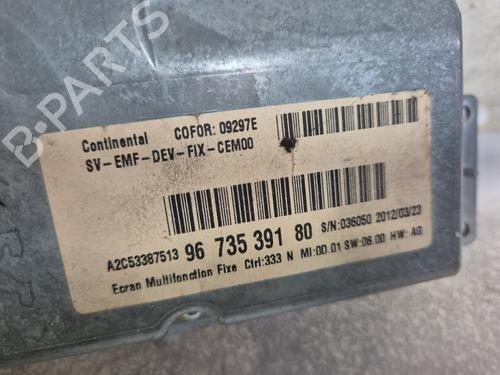 B-PARTS
Continental COFOR: 09297E
SV-EMF-DEV-FIX-CEM00
A2C53387513 96 735 391 80 S/N:036050 2012/03/23
Ecran Multifonction Fixe Ctrl:333 N MI:00.01 SW:06.00 HW:AG